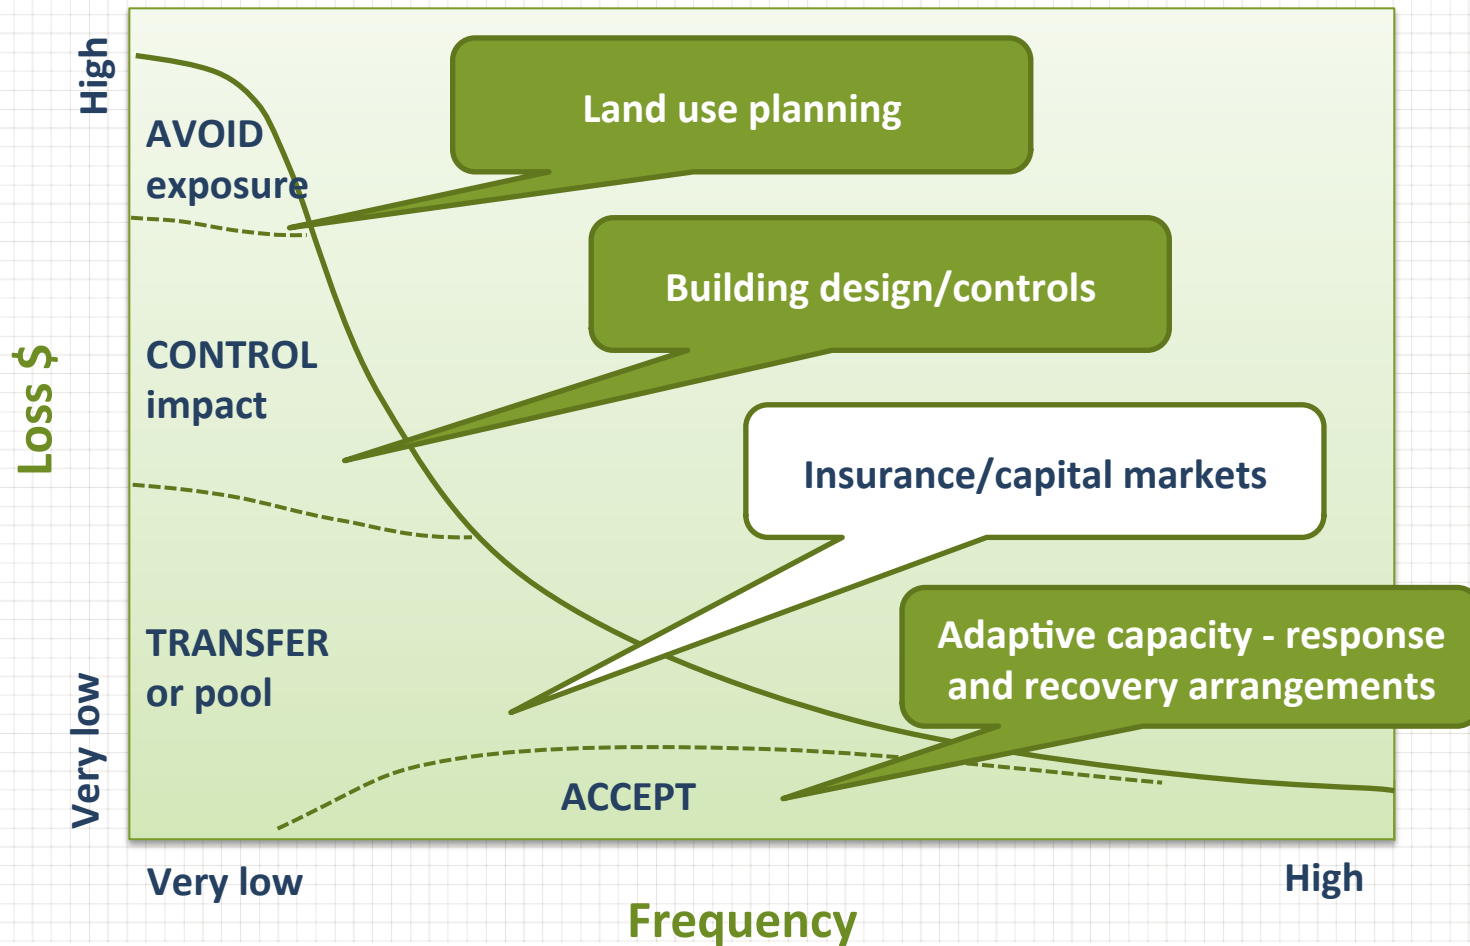 High
AVOID
exposure
Land use planning
Building design/controls
CONTROL
impact
Loss $
Insurance/capital markets
TRANSFER
or pool
Adaptive capacity - response
and recovery arrangements
Very low
ACCEPT
Very low
High
Frequency